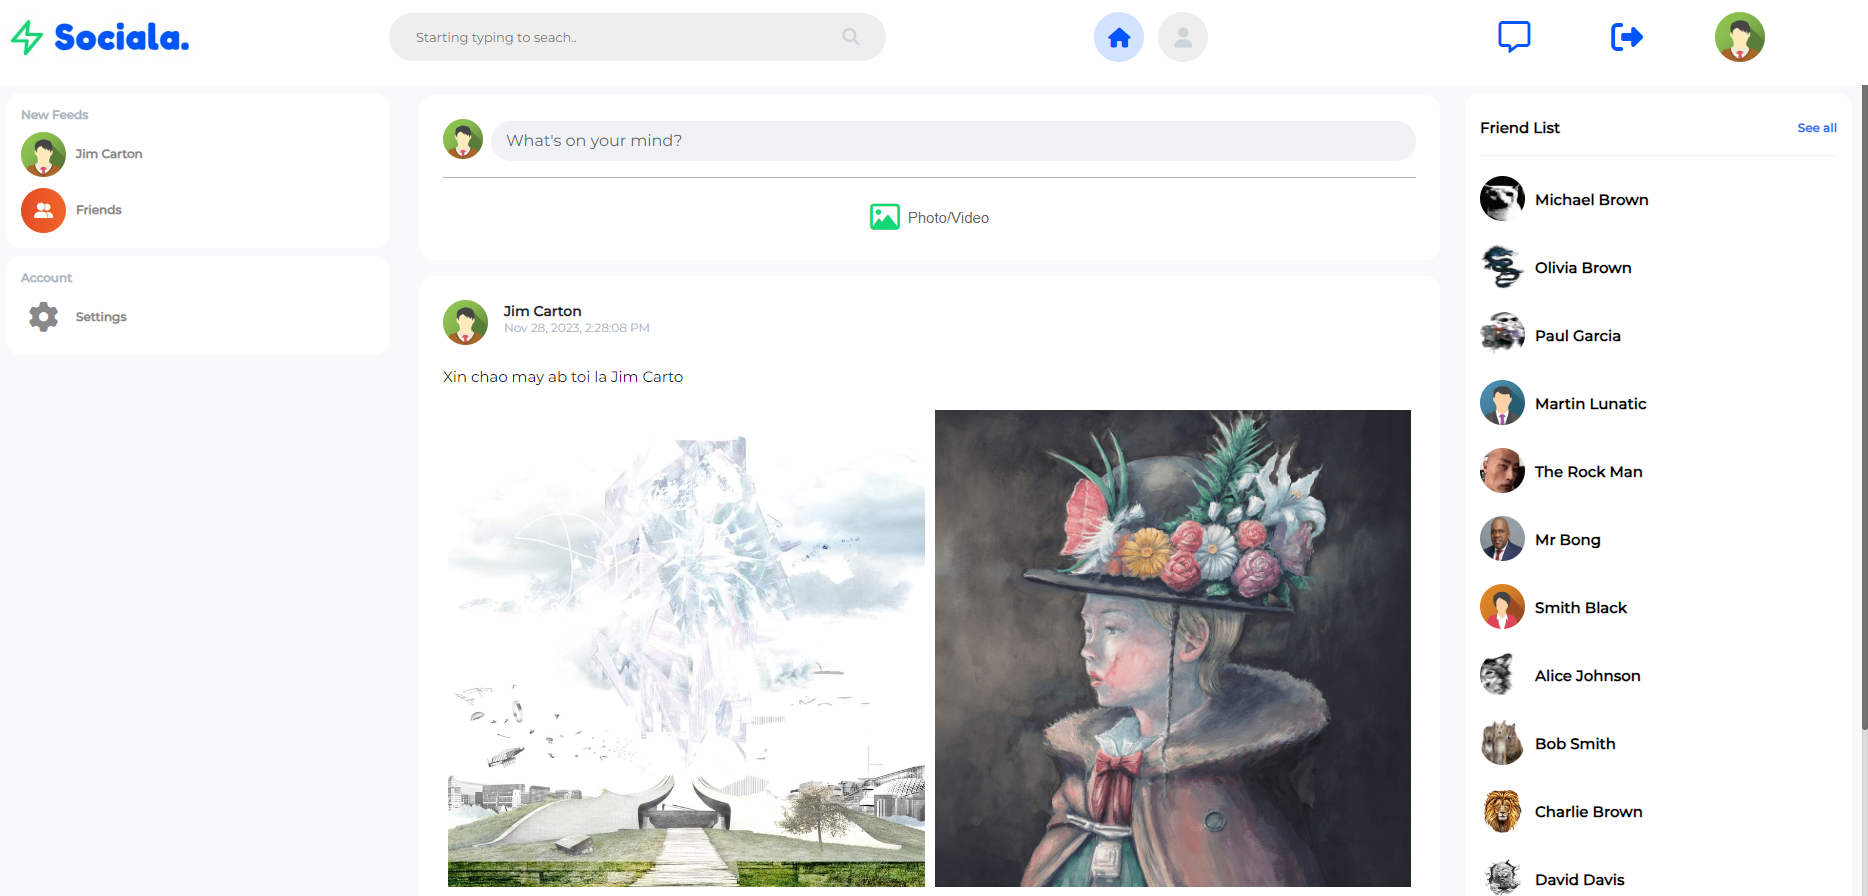 Sociala.
Starting typing to seach..
New Feeds
Jim Carton
Friends
Account
Settings
What's on your mind?
Photo/Video
Jim Carton
Nov 28, 2023, 2:28:08 PM
Xin chao may ab toi la Jim Carto
Friend List
See all
Michael Brown
Olivia Brown
Paul Garcia
Martin Lunatic
The Rock Man
Mr Bong
Smith Black
Alice Johnson
Bob Smith
Charlie Brown
David Davis